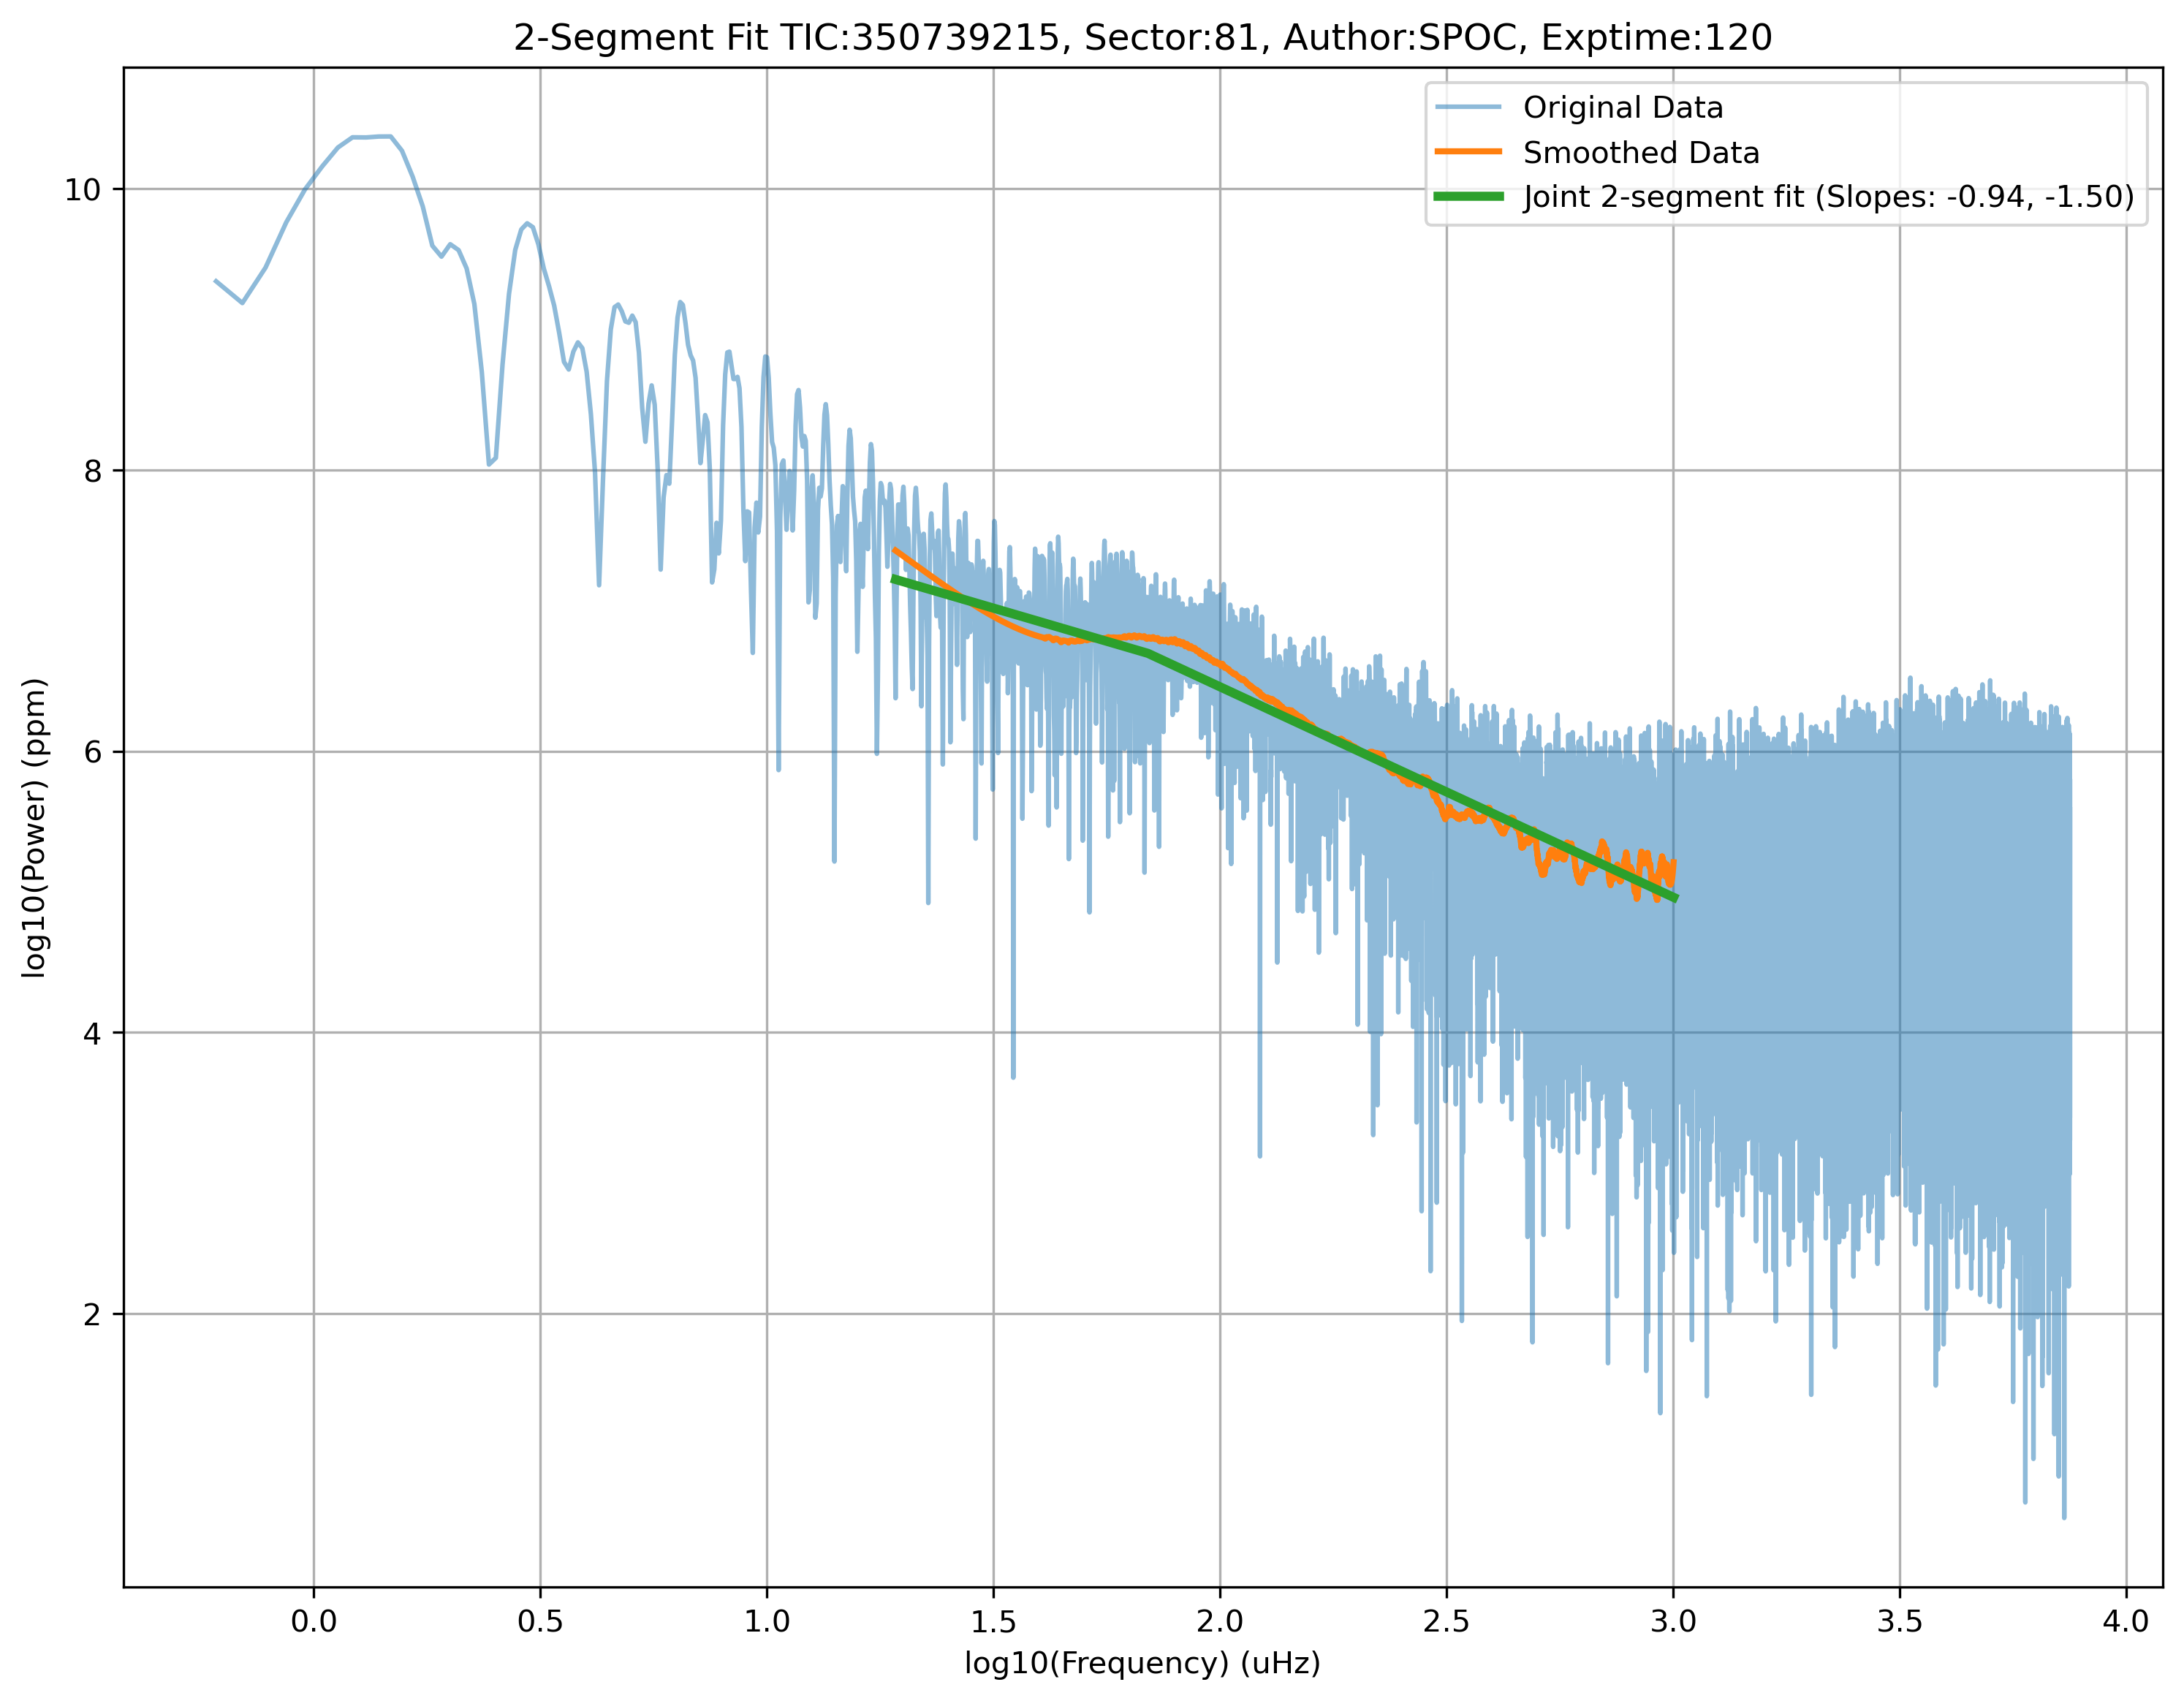 2-Segment Fit TIC:350739215, Sector:81, Author:SPOC, Exptime:120
Original Data
Smoothed Data
Joint 2-segment fit (Slopes: -0.94, -1.50)
log10(Power) (ppm)
10
8
6
4
2
0.0 0.5 1.0 1.5 2.0 2.5 3.0 3.5 4.0
log10(Frequency) (uHz)